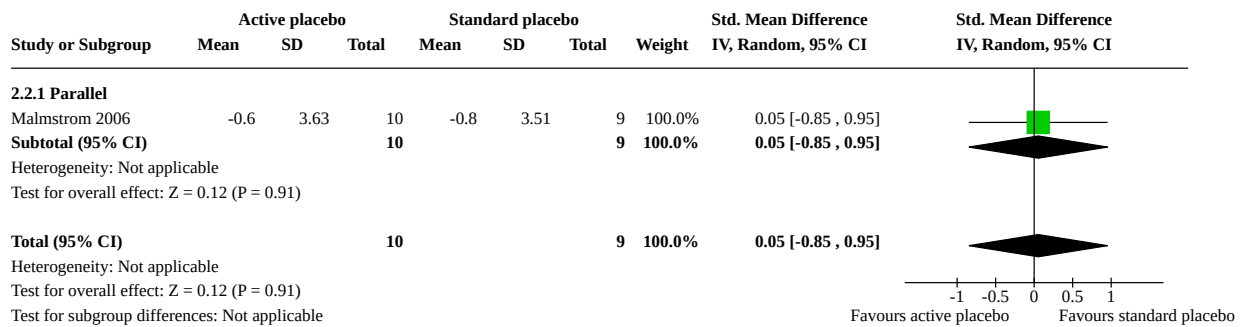 Active placebo Standard placebo Std. Mean Difference Std. Mean Difference
Study or Subgroup Mean SD Total Mean SD Total Weight IV, Random, 95% CI IV, Random, 95% CI
2.2.1 Parallel
Malmstrom 2006 -0.6 3.63 10 -0.8 3.51 9 100.0% 0.05 [-0.85 , 0.95]
Subtotal (95% CI) 10 9 100.0% 0.05 [-0.85 , 0.95]
Heterogeneity: Not applicable
Test for overall effect: Z = 0.12 (P = 0.91)
Total (95% CI) 10 9 100.0% 0.05 [-0.85 , 0.95]
Heterogeneity: Not applicable
Test for overall effect: Z = 0.12 (P = 0.91) -1 -0.5 0 0.5 1
Test for subgroup differences: Not applicable Favours active placebo Favours standard placebo